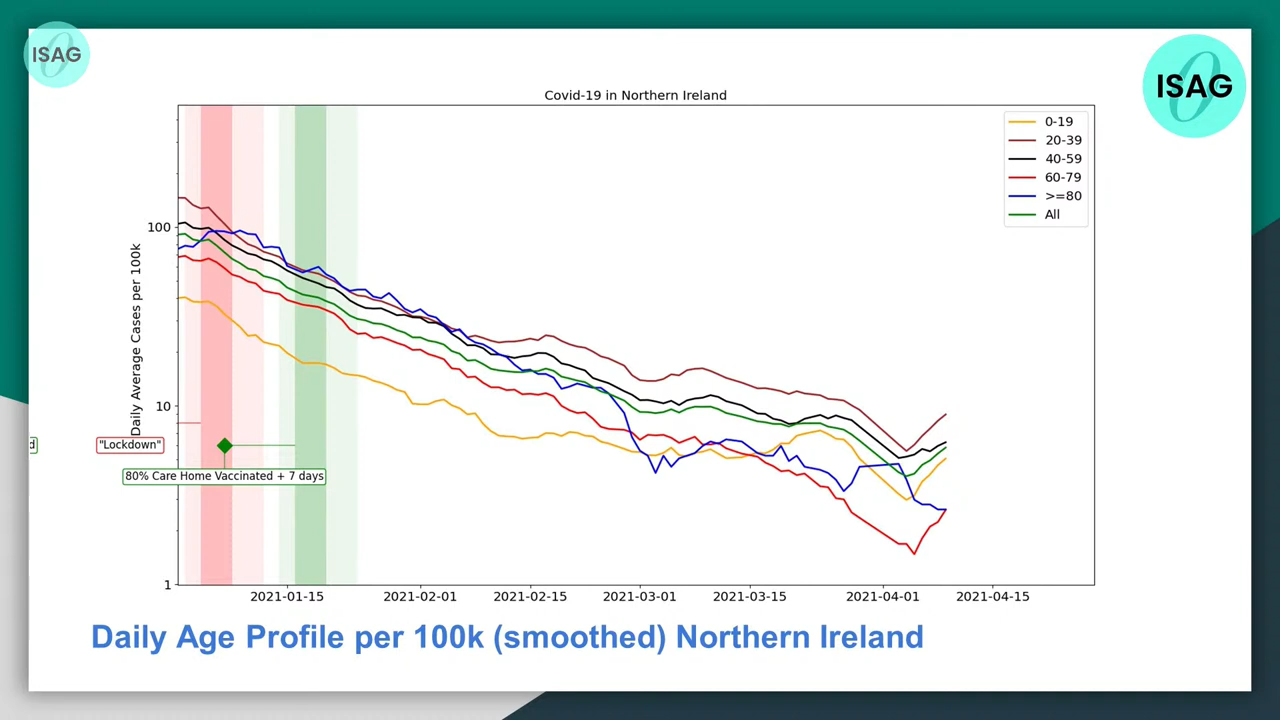 ISAG
ISAG
Covid-19 in Northern Ireland
0-19
20-39
40-59
60-79
>=80
All
Daily Average Cases per 100k
100
10
1
d
"Lockdown"
80% Care Home Vaccinated + 7 days
2021-01-15
2021-02-01
2021-02-15
2021-03-01
2021-03-15
2021-04-01
2021-04-15
Daily Age Profile per 100k (smoothed) Northern Ireland